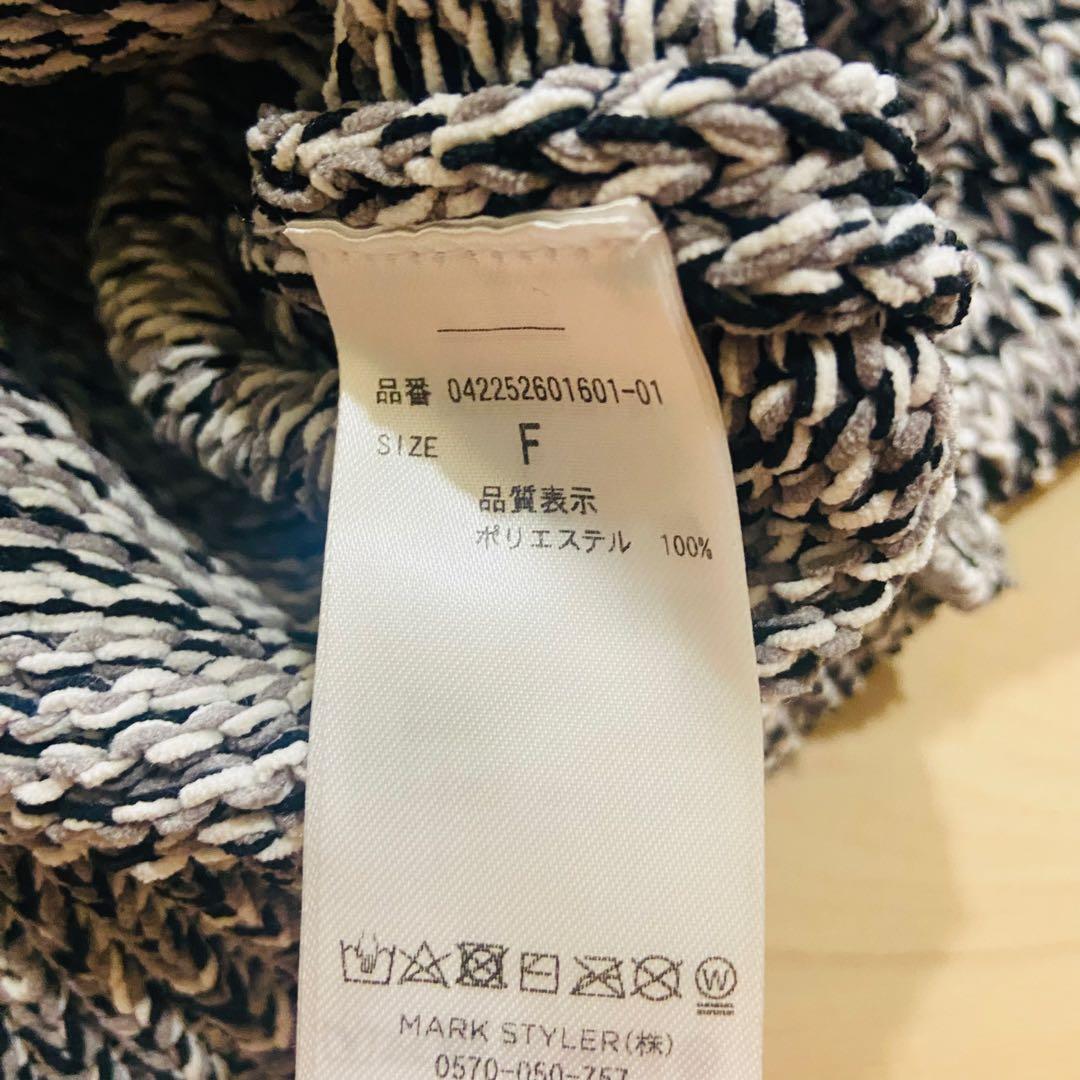 品番 042252601601-01
SIZE F
品質表示
ポリエステル 100%
W
MARK STYLER(株)
0570-050-757